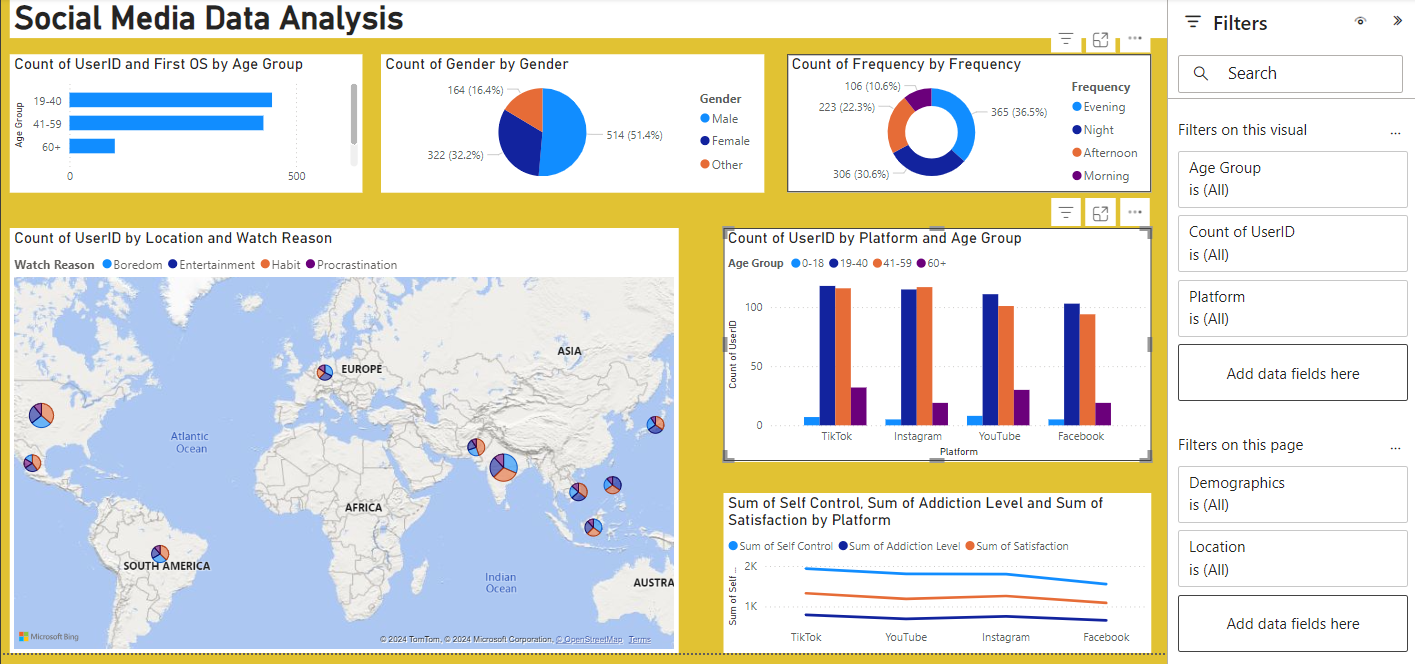 Social Media Data Analysis
Count of UserID and First OS by Age Group
Age Group
19-40
41-59
60+
0
500
Count of Gender by Gender
164 (16.4%)
322 (32.2%)
514 (51.4%)
Gender
Male
Female
Other
Count of Frequency by Frequency
106 (10.6%)
223 (22.3%)
306 (30.6%)
365 (36.5%)
Frequency
Evening
Night
Afternoon
Morning
Count of UserID by Location and Watch Reason
Watch Reason Boredom Entertainment Habit Procrastination
ASIA
EUROPE
Atlantic
Ocean
AFRICA
SOUTH AMERICA
Indian
Ocean
AUSTRA
Microsoft Bing
© 2024 TomTom, © 2024 Microsoft Corporation, © OpenStreetMap Terms
Count of UserID by Platform and Age Group
Age Group 0-18 19-40 41-59 60+
Count of UserID
100
50
0
TikTok Instagram YouTube Facebook
Platform
Sum of Self Control, Sum of Addiction Level and Sum of
Satisfaction by Platform
Sum of Self Control Sum of Addiction Level Sum of Satisfaction
Sum of Self ...
2K
1K
TikTok YouTube Instagram Facebook
Filters
Search
Filters on this visual
...
Age Group
is (All)
Count of UserID
is (All)
Platform
is (All)
Add data fields here
Filters on this page
...
Demographics
is (All)
Location
is (All)
Add data fields here